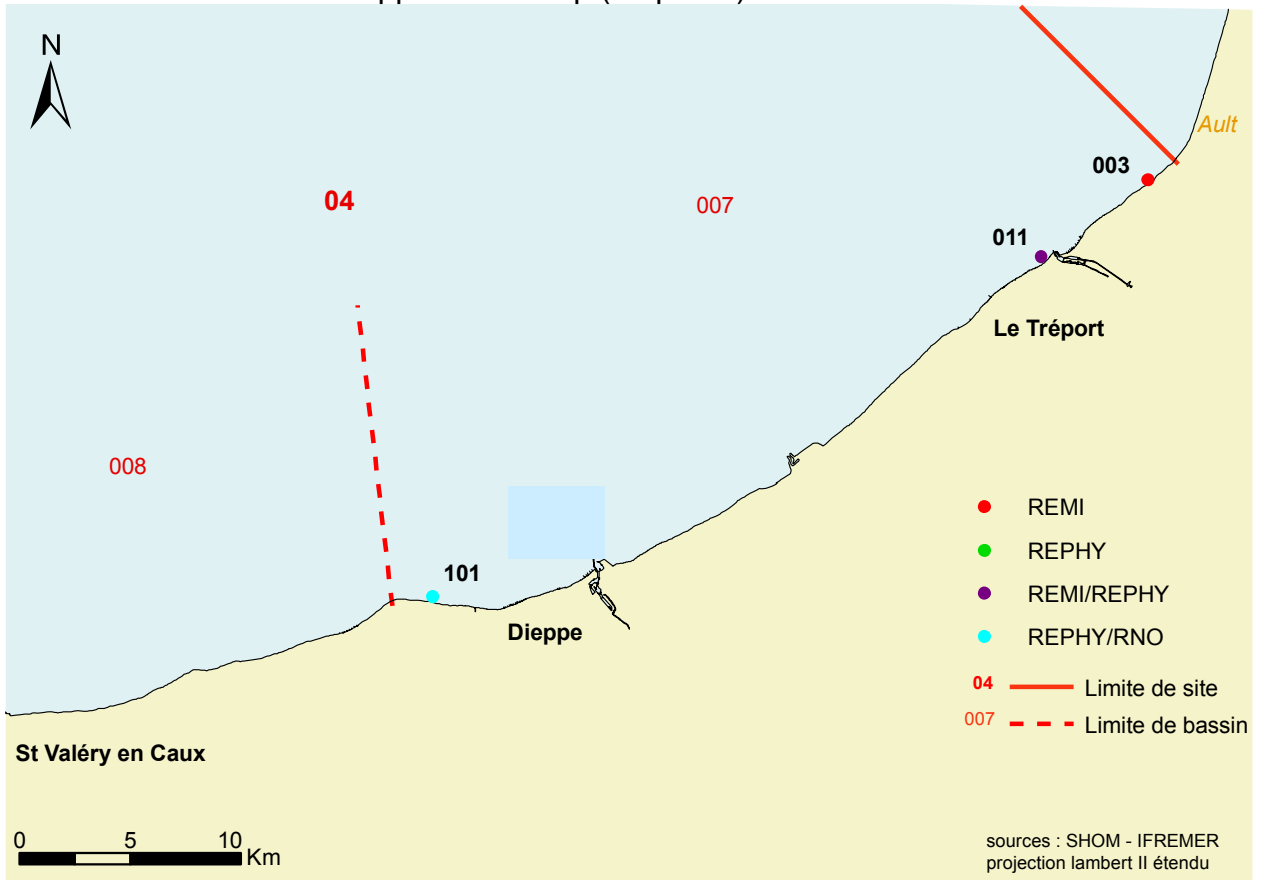 N
Ault
003
04
007
011
Le Tréport
008
REMI
REPHY
101
REMI/REPHY
Dieppe
REPHY/RNO
04 Limite de site
007 Limite de bassin
St Valéry en Caux
0 5 10
Km
sources : SHOM - IFREMER
projection lambert II étendu